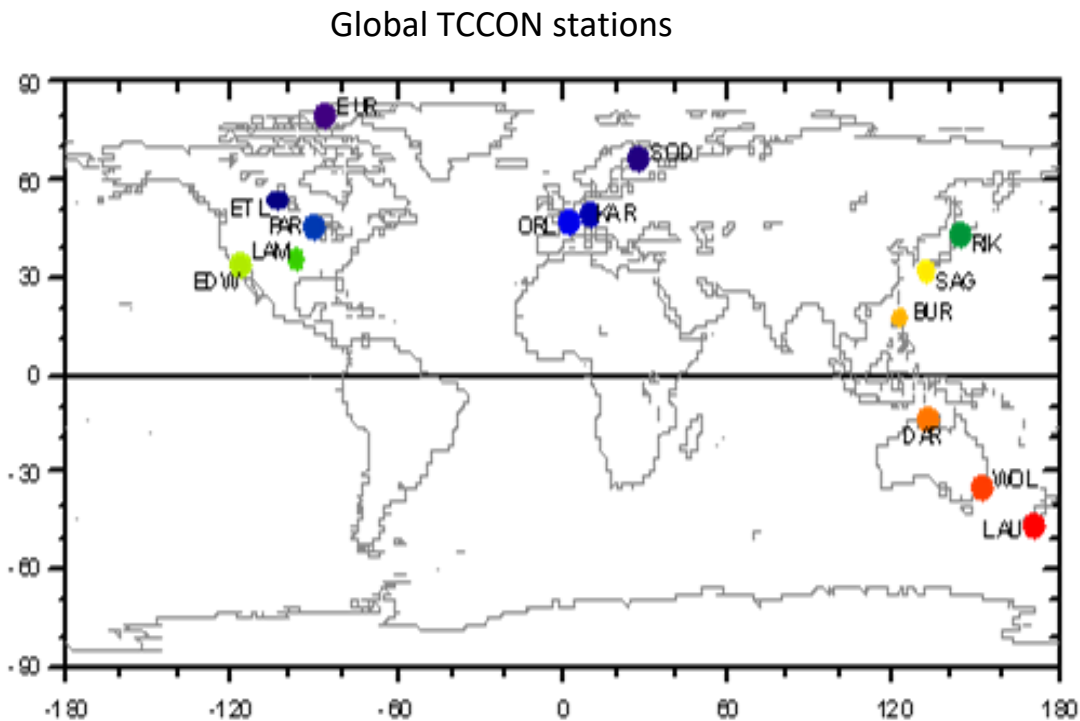 Global TCCON stations
90
EUR
SOD
60
ETL
PAR
ORL
KAR
LAM
RIK
30
EDW
SAG
BUR
0
DAR
-30
WOL
LAU
-60
-90
-180
-120
-60
0
60
120
180